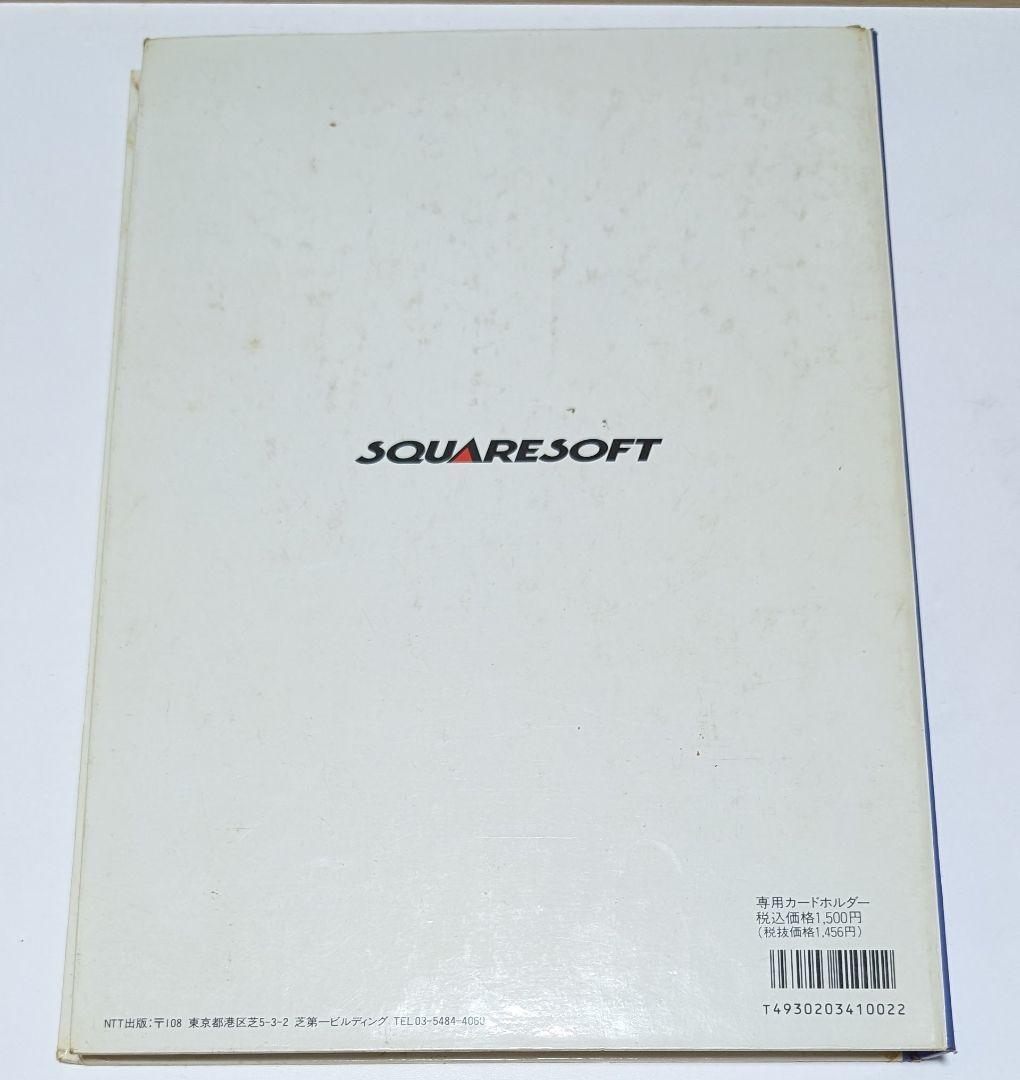 SQUARESOFT
専用カードホルダー
税込価格1,500円
(税抜価格1,456円)
T4930203410022
NTT出版:〒108 東京都港区芝5-3-2 芝第一ビルディング TEL03-5484-4060